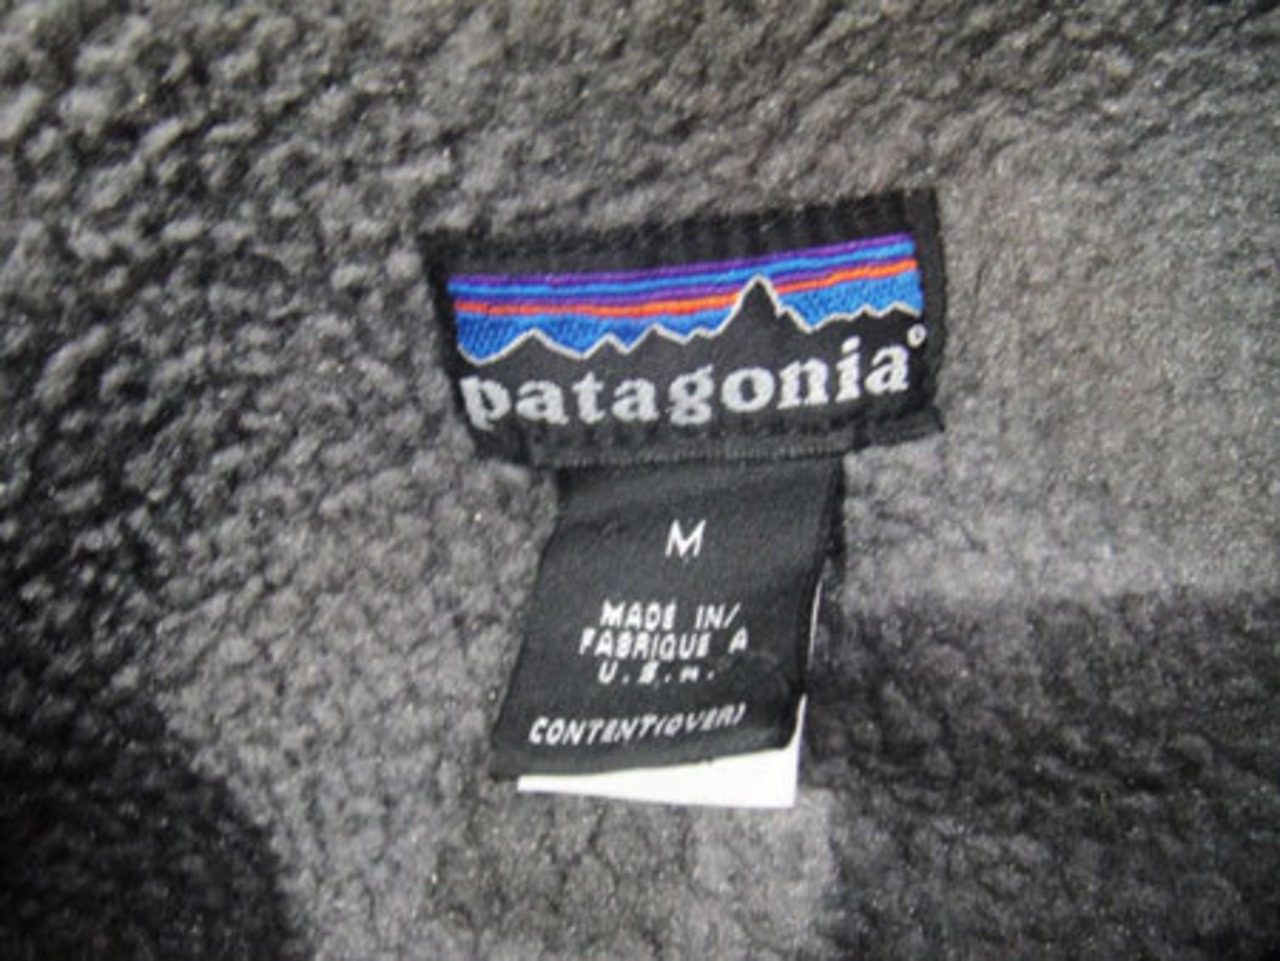 patagonia®
M
MADE IN/
FABRIQUE A
U.S.A.
CONTENT(OVER)